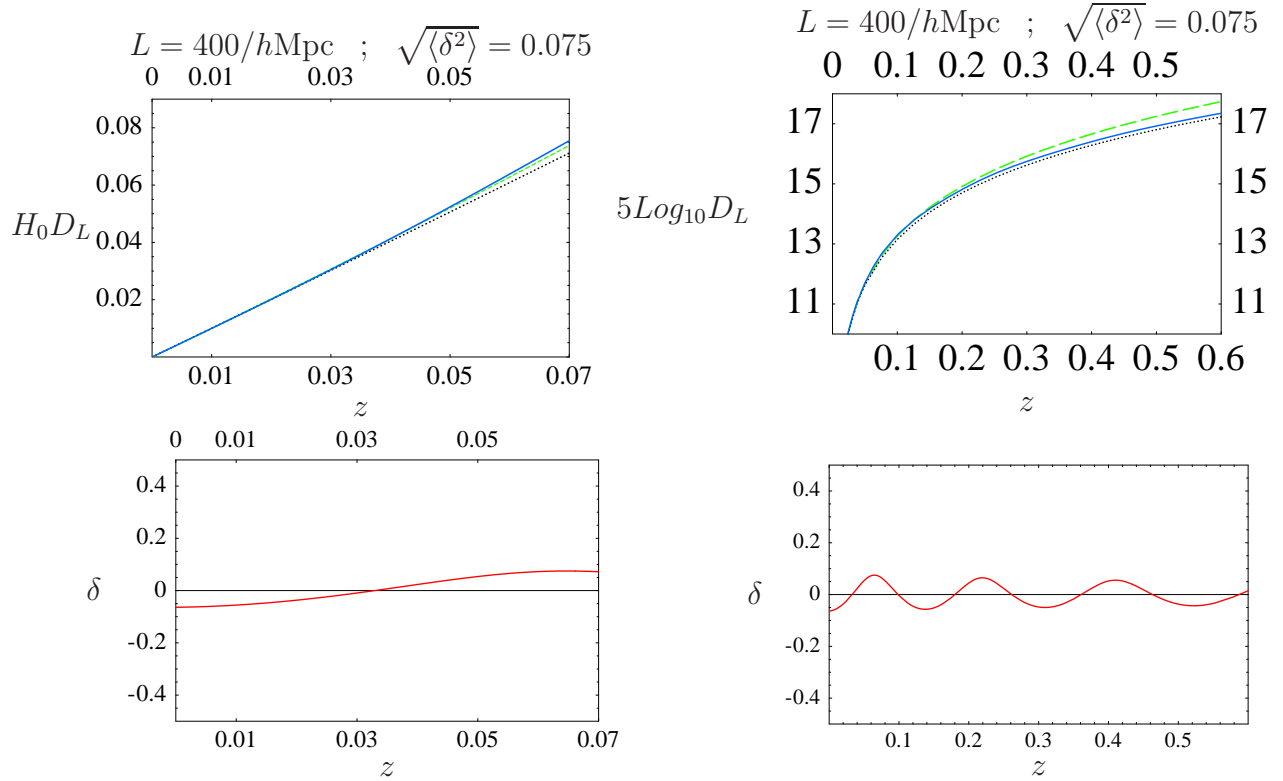 L = 400/hMpc ; √⟨δ²⟩ = 0.075
0 0.01 0.03 0.05
0.08
0.06
H₀D_L
0.04
0.02
0.01 0.03 0.05 0.07
z
L = 400/hMpc ; √⟨δ²⟩ = 0.075
0 0.1 0.2 0.3 0.4 0.5
17 17
15 15
5Log₁₀D_L
13 13
11 11
0.1 0.2 0.3 0.4 0.5 0.6
z
0 0.01 0.03 0.05
0.4
0.2
δ 0
-0.2
-0.4
0.01 0.03 0.05 0.07
z
0.4
0.2
δ 0
-0.2
-0.4
0.1 0.2 0.3 0.4 0.5
z